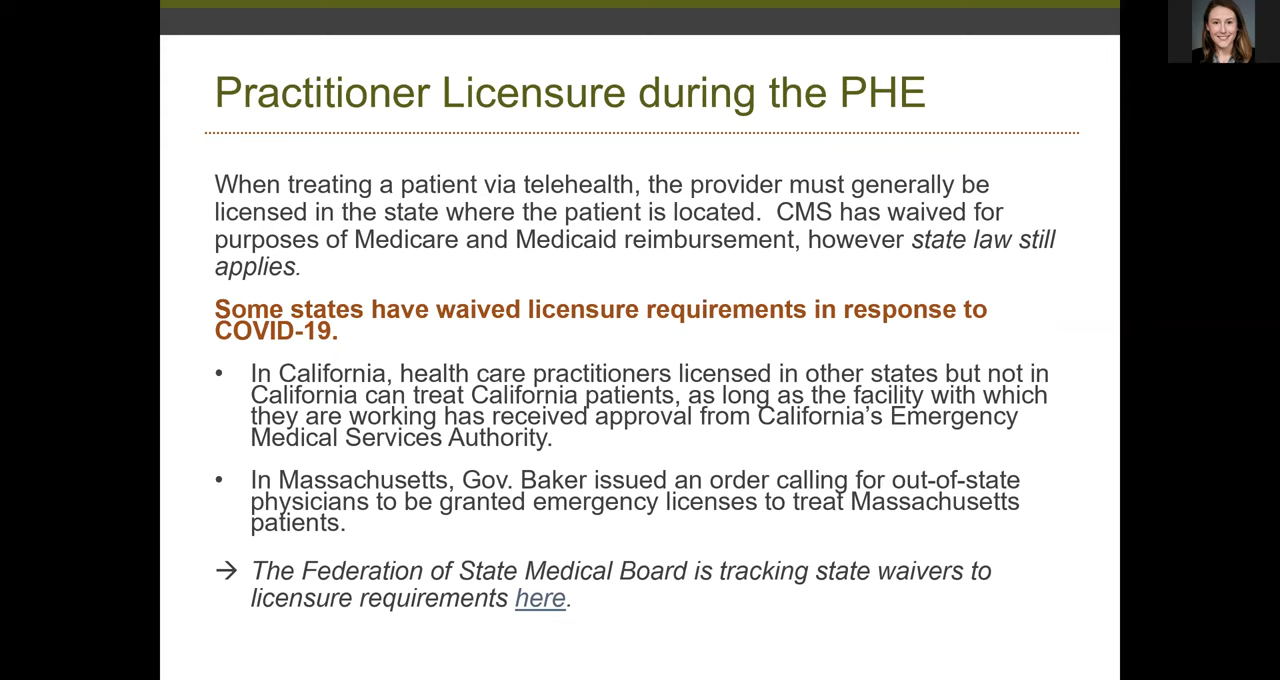 Practitioner Licensure during the PHE
When treating a patient via telehealth, the provider must generally be
licensed in the state where the patient is located.  CMS has waived for
purposes of Medicare and Medicaid reimbursement, however state law still
applies.
Some states have waived licensure requirements in response to
COVID-19.
• In California, health care practitioners licensed in other states but not in
California can treat California patients, as long as the facility with which
they are working has received approval from California’s Emergency
Medical Services Authority.
• In Massachusetts, Gov. Baker issued an order calling for out-of-state
physicians to be granted emergency licenses to treat Massachusetts
patients.
→ The Federation of State Medical Board is tracking state waivers to
licensure requirements here.